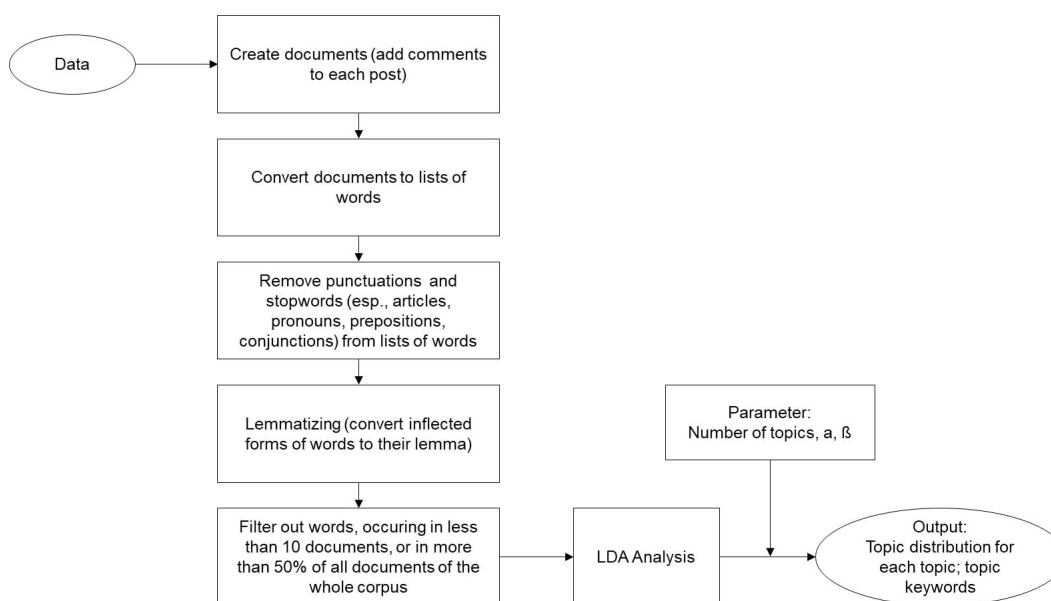 Data
Create documents (add comments
to each post)
Convert documents to lists of
words
Remove punctuations and
stopwords (esp., articles,
pronouns, prepositions,
conjunctions) from lists of words
Lemmatizing (convert inflected
forms of words to their lemma)
Parameter:
Number of topics, a, ß
Filter out words, occuring in less
than 10 documents, or in more
than 50% of all documents of the
whole corpus
LDA Analysis
Output:
Topic distribution for
each topic; topic
keywords